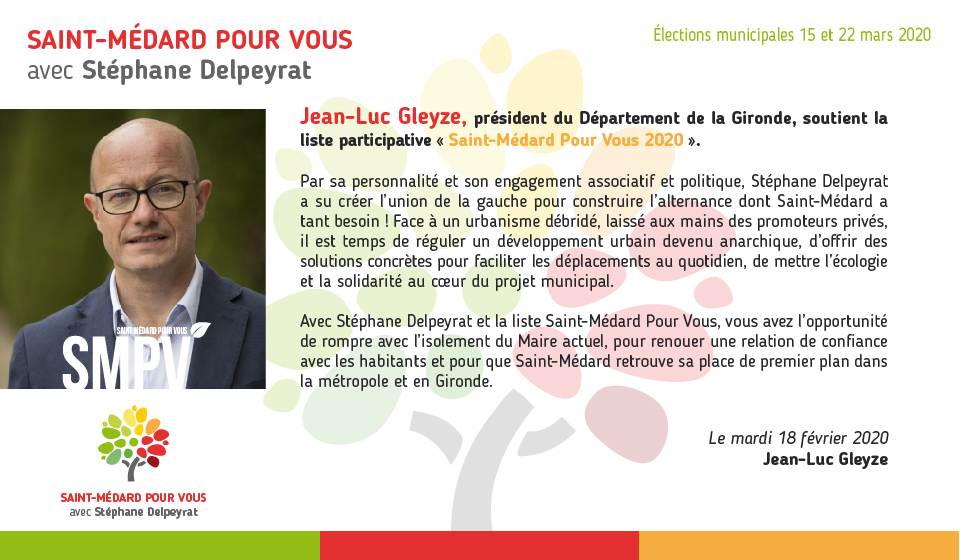 SAINT-MÉDARD POUR VOUS
avec Stéphane Delpeyrat
Élections municipales 15 et 22 mars 2020
Jean-Luc Gleyze, président du Département de la Gironde, soutient la
liste participative « Saint-Médard Pour Vous 2020 ».
Par sa personnalité et son engagement associatif et politique, Stéphane Delpeyrat
a su créer l'union de la gauche pour construire l'alternance dont Saint-Médard a
tant besoin ! Face à un urbanisme débridé, laissé aux mains des promoteurs privés,
il est temps de réguler un développement urbain devenu anarchique, d'offrir des
solutions concrètes pour faciliter les déplacements au quotidien, de mettre l'écologie
et la solidarité au cœur du projet municipal.
Avec Stéphane Delpeyrat et la liste Saint-Médard Pour Vous, vous avez l'opportunité
de rompre avec l'isolement du Maire actuel, pour renouer une relation de confiance
avec les habitants et pour que Saint-Médard retrouve sa place de premier plan dans
la métropole et en Gironde.
Le mardi 18 février 2020
Jean-Luc Gleyze
SAINT-MÉDARD POUR VOUS
SMPV
SAINT-MÉDARD POUR VOUS
avec Stéphane Delpeyrat